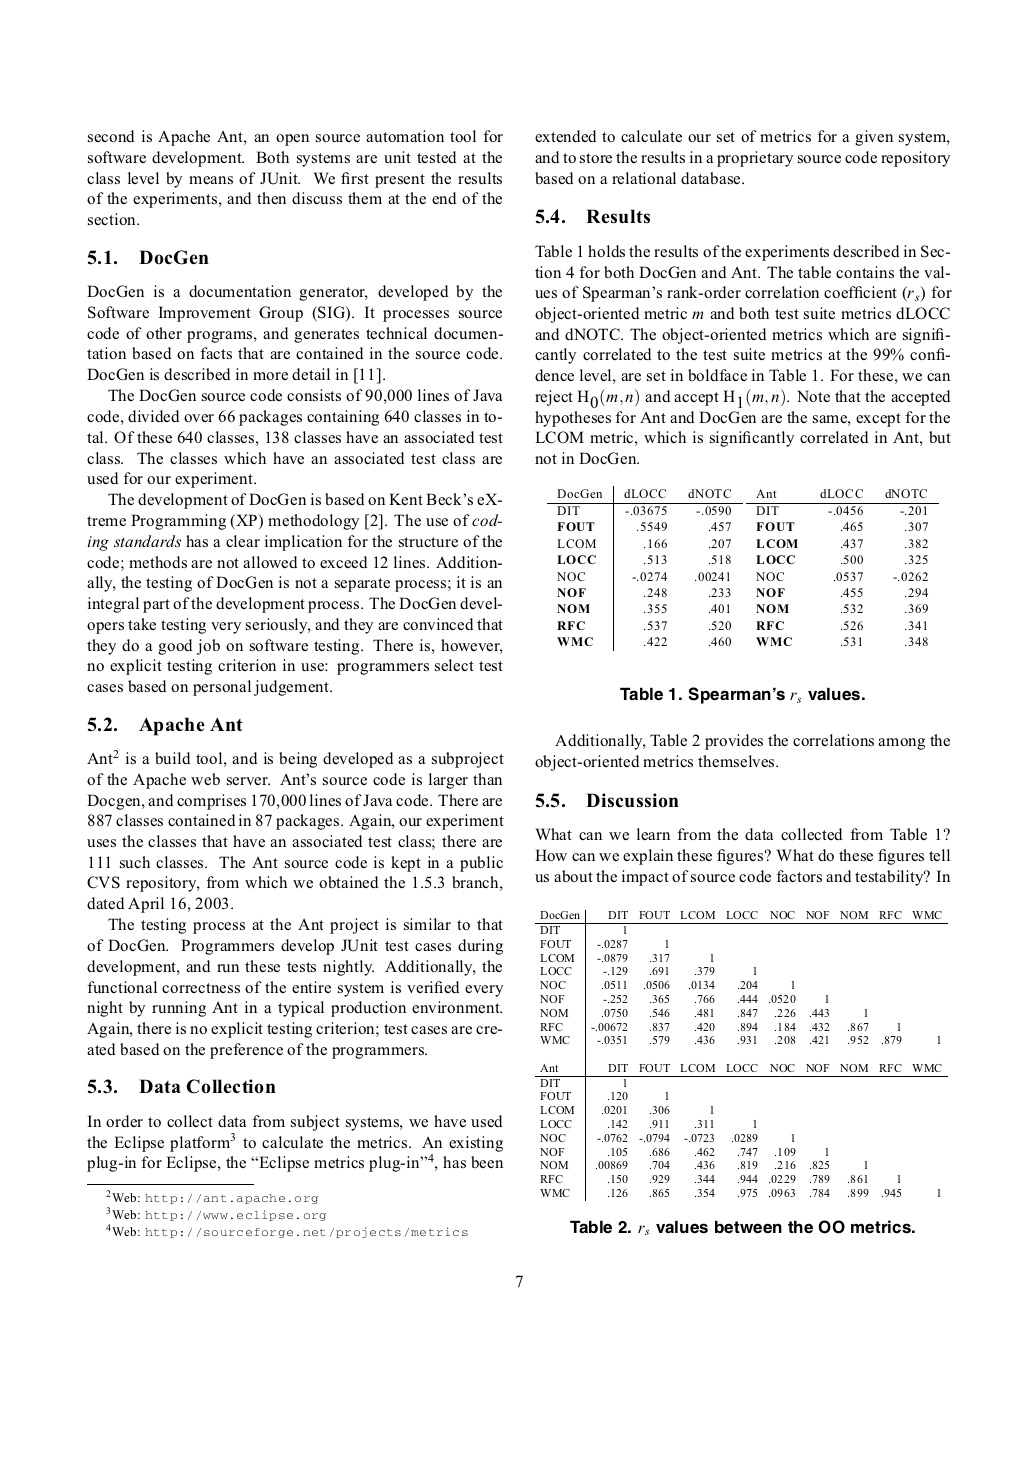 second is Apache Ant, an open source automation tool for
software development. Both systems are unit tested at the
class level by means of JUnit. We first present the results
of the experiments, and then discuss them at the end of the
section.
5.1. DocGen
DocGen is a documentation generator, developed by the
Software Improvement Group (SIG). It processes source
code of other programs, and generates technical documen-
tation based on facts that are contained in the source code.
DocGen is described in more detail in [11].
The DocGen source code consists of 90,000 lines of Java
code, divided over 66 packages containing 640 classes in to-
tal. Of these 640 classes, 138 classes have an associated test
class. The classes which have an associated test class are
used for our experiment.
The development of DocGen is based on Kent Beck's eX-
treme Programming (XP) methodology [2]. The use of cod-
ing standards has a clear implication for the structure of the
code; methods are not allowed to exceed 12 lines. Addition-
ally, the testing of DocGen is not a separate process; it is an
integral part of the development process. The DocGen devel-
opers take testing very seriously, and they are convinced that
they do a good job on software testing. There is, however,
no explicit testing criterion in use: programmers select test
cases based on personal judgement.
5.2. Apache Ant
Ant2 is a build tool, and is being developed as a subproject
of the Apache web server. Ant's source code is larger than
Docgen, and comprises 170,000 lines of Java code. There are
887 classes contained in 87 packages. Again, our experiment
uses the classes that have an associated test class; there are
111 such classes. The Ant source code is kept in a public
CVS repository, from which we obtained the 1.5.3 branch,
dated April 16, 2003.
The testing process at the Ant project is similar to that
of DocGen. Programmers develop JUnit test cases during
development, and run these tests nightly. Additionally, the
functional correctness of the entire system is verified every
night by running Ant in a typical production environment.
Again, there is no explicit testing criterion; test cases are cre-
ated based on the preference of the programmers.
5.3. Data Collection
In order to collect data from subject systems, we have used
the Eclipse platform3 to calculate the metrics. An existing
plug-in for Eclipse, the "Eclipse metrics plug-in"4, has been
2Web: http://ant.apache.org
3Web: http://www.eclipse.org
4Web: http://sourceforge.net/projects/metrics
extended to calculate our set of metrics for a given system,
and to store the results in a proprietary source code repository
based on a relational database.
5.4. Results
Table 1 holds the results of the experiments described in Sec-
tion 4 for both DocGen and Ant. The table contains the val-
ues of Spearman's rank-order correlation coefficient (rs) for
object-oriented metric m and both test suite metrics dLOCC
and dNOTC. The object-oriented metrics which are signifi-
cantly correlated to the test suite metrics at the 99% confi-
dence level, are set in boldface in Table 1. For these, we can
reject H0(m,n) and accept H1(m,n). Note that the accepted
hypotheses for Ant and DocGen are the same, except for the
LCOM metric, which is significantly correlated in Ant, but
not in DocGen.
DocGen dLOCC dNOTC Ant dLOCC dNOTC
DIT -.03675 -.0590 DIT -.0456 -.201
FOUT .5549 .457 FOUT .465 .307
LCOM .166 .207 LCOM .437 .382
LOCC .513 .518 LOCC .500 .325
NOC -.0274 .00241 NOC .0537 -.0262
NOF .248 .233 NOF .455 .294
NOM .355 .401 NOM .532 .369
RFC .537 .520 RFC .526 .341
WMC .422 .460 WMC .531 .348
Table 1. Spearman's rs values.
Additionally, Table 2 provides the correlations among the
object-oriented metrics themselves.
5.5. Discussion
What can we learn from the data collected from Table 1?
How can we explain these figures? What do these figures tell
us about the impact of source code factors and testability? In
DocGen DIT FOUT LCOM LOCC NOC NOF NOM RFC WMC
DIT 1
FOUT -.0287 1
LCOM -.0879 .317 1
LOCC -.129 .691 .379 1
NOC .0511 .0506 .0134 .204 1
NOF -.252 .365 .766 .444 .0520 1
NOM .0750 .546 .481 .847 .226 .443 1
RFC -.00672 .837 .420 .894 .184 .432 .867 1
WMC -.0351 .579 .436 .931 .208 .421 .952 .879 1
Ant DIT FOUT LCOM LOCC NOC NOF NOM RFC WMC
DIT 1
FOUT .120 1
LCOM .0201 .306 1
LOCC .142 .911 .311 1
NOC -.0762 -.0794 -.0723 .0289 1
NOF .105 .686 .462 .747 .109 1
NOM .00869 .704 .436 .819 .216 .825 1
RFC .150 .929 .344 .944 .0229 .789 .861 1
WMC .126 .865 .354 .975 .0963 .784 .899 .945 1
Table 2. rs values between the OO metrics.
7